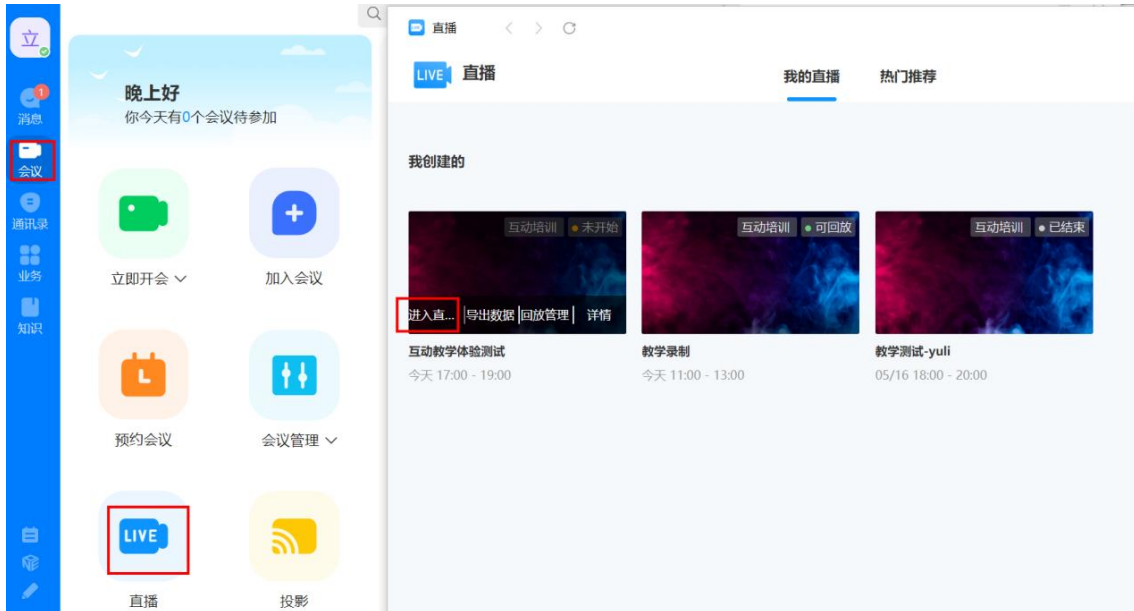 立
1
消息
会议
通讯录
业务
知识
晚上好
你今天有0个会议待参加
立即开会
加入会议
预约会议
会议管理
LIVE
直播
投影
直播
LIVE 直播
我的直播 热门推荐
我创建的
互动培训 未开始
进入直... 导出数据 回放管理 详情
互动教学体验测试
今天 17:00 - 19:00
互动培训 可回放
教学录制
今天 11:00 - 13:00
互动培训 已结束
教学测试-yuli
05/16 18:00 - 20:00